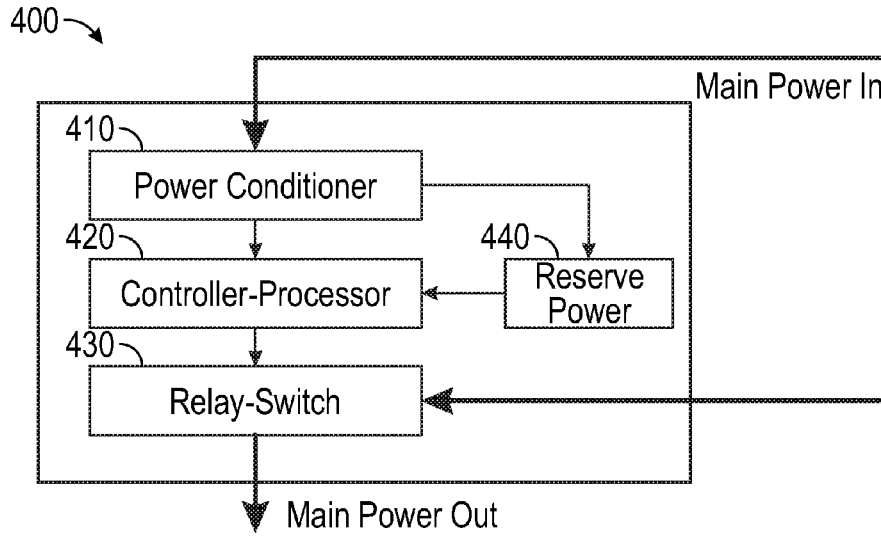 400
Main Power In
410
Power Conditioner
420
440
Controller-Processor
Reserve
Power
430
Relay-Switch
Main Power Out